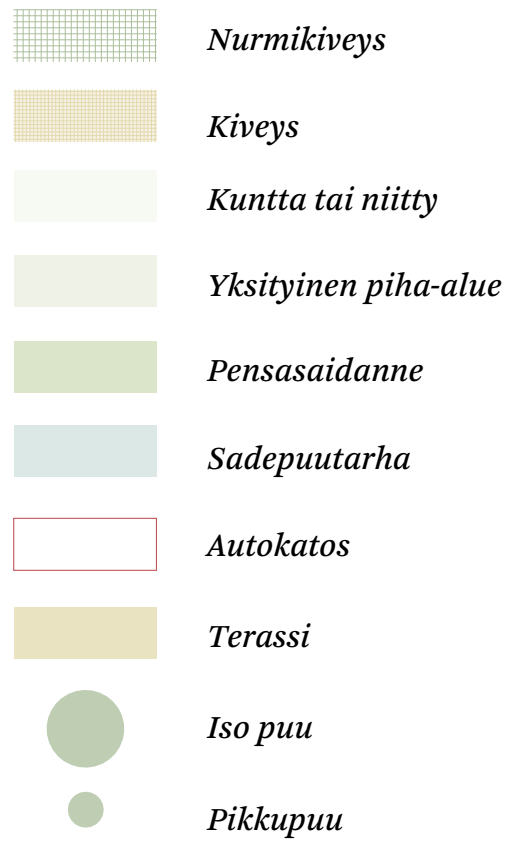 Nurmikiveys
Kiveys
Kuntta tai niitty
Yksityinen piha-alue
Pensasaidanne
Sadepuutarha
Autokatos
Terassi
Iso puu
Pikkupuu